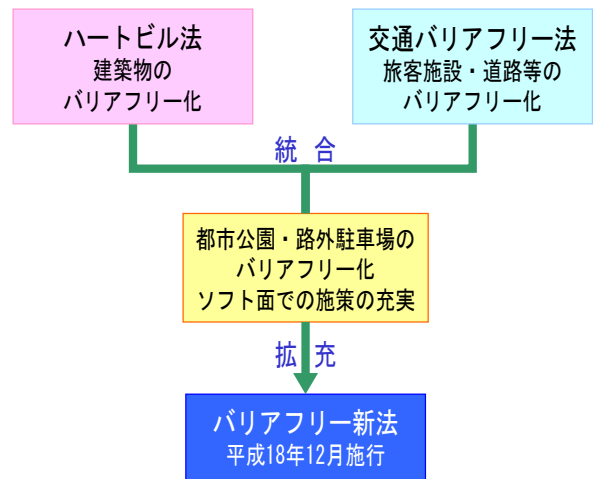 ハートビル法
建築物の
バリアフリー化
交通バリアフリー法
旅客施設・道路等の
バリアフリー化
統合
都市公園・路外駐車場の
バリアフリー化
ソフト面での施策の充実
拡充
バリアフリー新法
平成18年12月施行